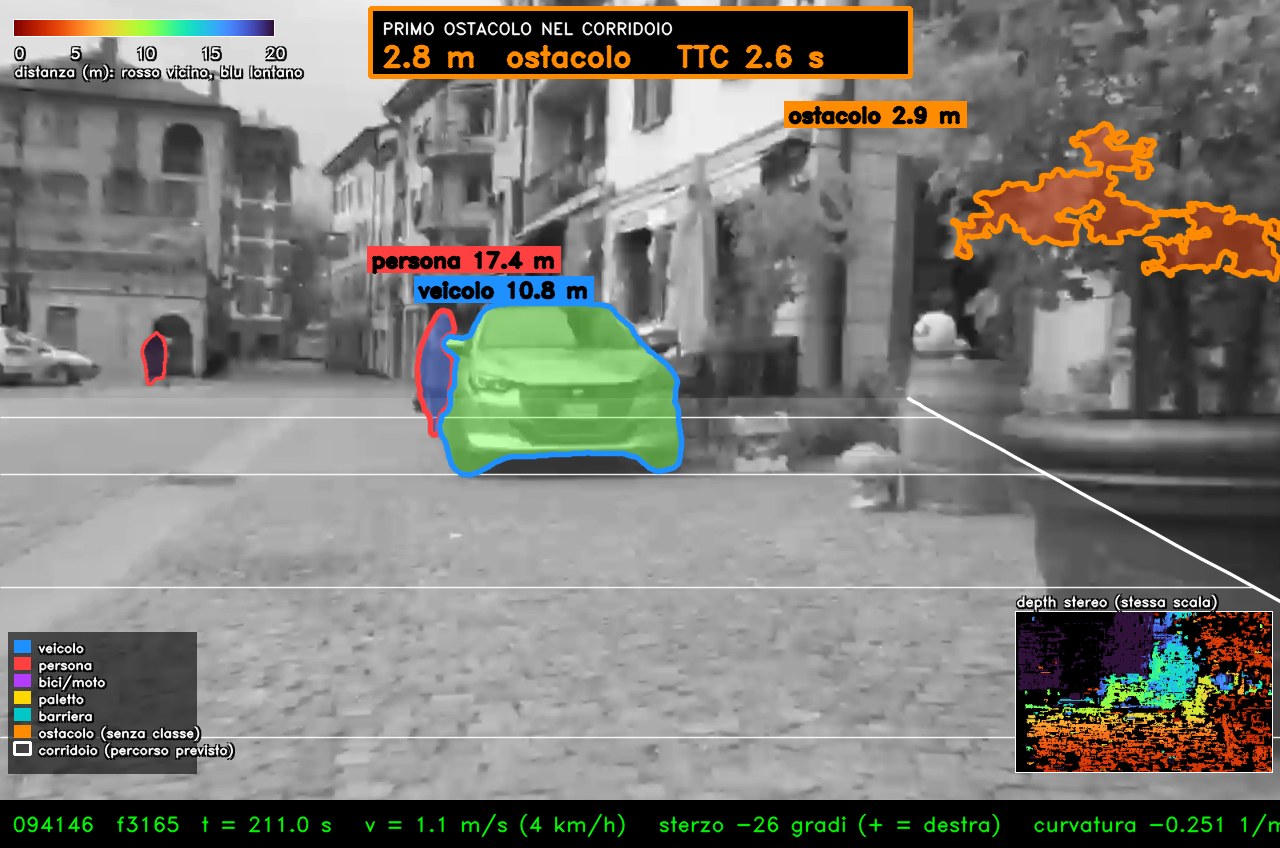 0 5 10 15 20
distanza (m): rosso vicino, blu lontano
PRIMO OSTACOLO NEL CORRIDOIO
2.8 m ostacolo TTC 2.6 s
ostacolo 2.9 m
persona 17.4 m
veicolo 10.8 m
depth stereo (stessa scala)
veicolo
persona
bici/moto
paletto
barriera
ostacolo (senza classe)
corridoio (percorso previsto)
094146 f3165 t = 211.0 s v = 1.1 m/s (4 km/h) sterzo -26 gradi (+ = destra) curvatura -0.251 1/m